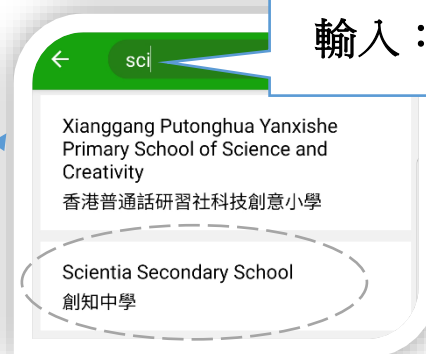 輸入：
sci
Xianggang Putonghua Yanxishe
Primary School of Science and
Creativity
香港普通話研習社科技創意小學
Scientia Secondary School
創知中學